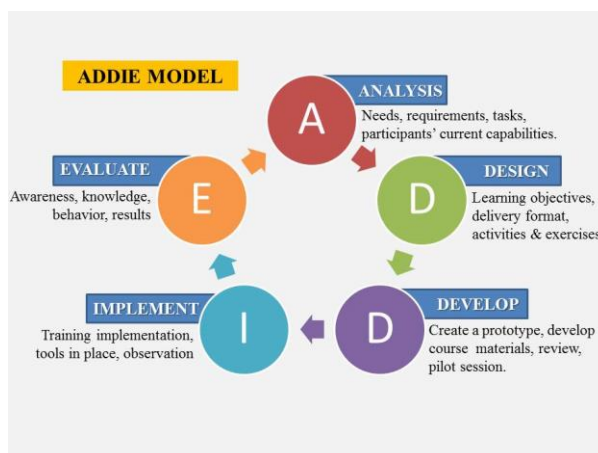 ADDIE MODEL
A
ANALYSIS
Needs, requirements, tasks,
participants' current capabilities.
D
DESIGN
Learning objectives,
delivery format,
activities & exercises
D
DEVELOP
Create a prototype, develop
course materials, review,
pilot session.
I
IMPLEMENT
Training implementation,
tools in place, observation
E
EVALUATE
Awareness, knowledge,
behavior, results